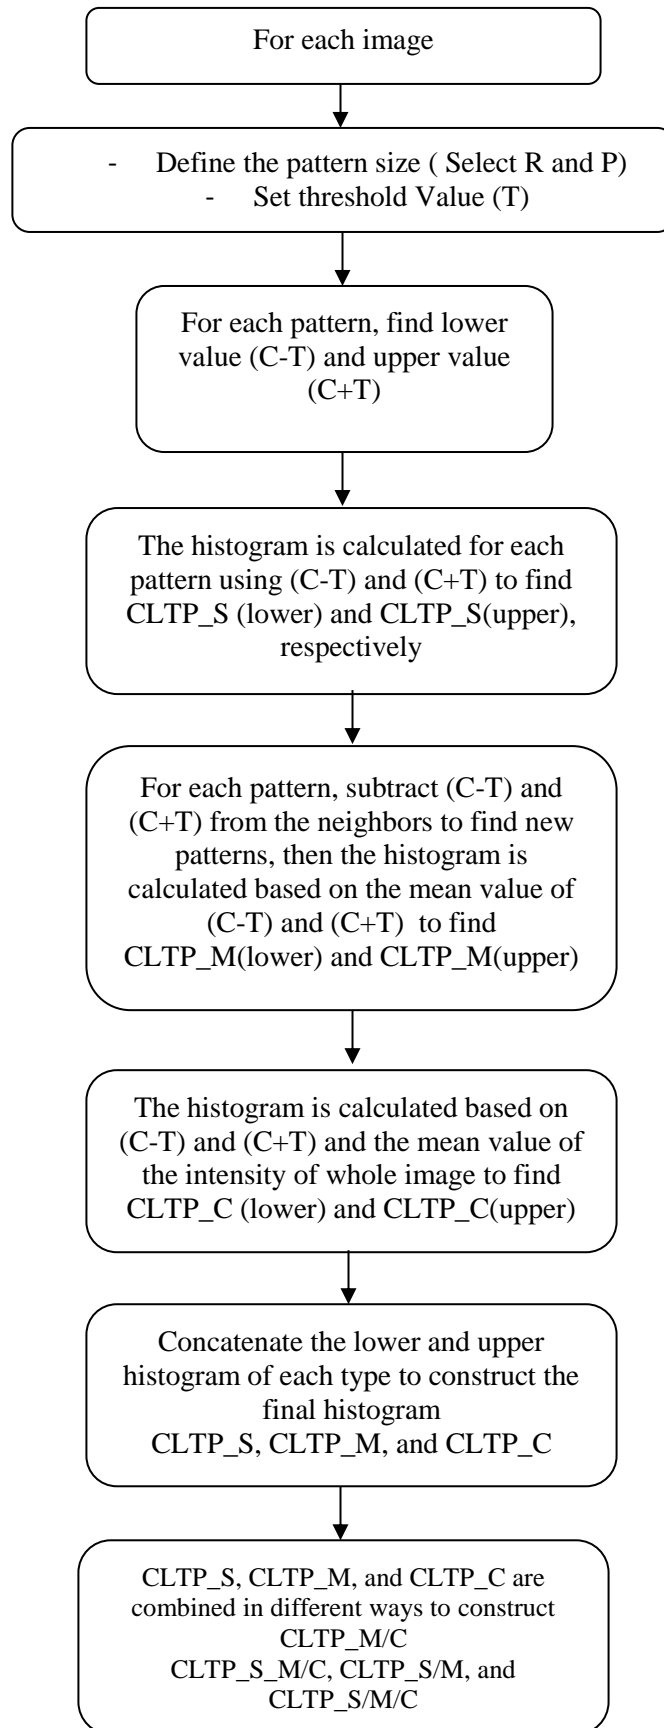 For each image
- Define the pattern size ( Select R and P)
- Set threshold Value (T)
For each pattern, find lower
value (C-T) and upper value
(C+T)
The histogram is calculated for each
pattern using (C-T) and (C+T) to find
CLTP_S (lower) and CLTP_S(upper),
respectively
For each pattern, subtract (C-T) and
(C+T) from the neighbors to find new
patterns, then the histogram is
calculated based on the mean value of
(C-T) and (C+T) to find
CLTP_M(lower) and CLTP_M(upper)
The histogram is calculated based on
(C-T) and (C+T) and the mean value of
the intensity of whole image to find
CLTP_C (lower) and CLTP_C(upper)
Concatenate the lower and upper
histogram of each type to construct the
final histogram
CLTP_S, CLTP_M, and CLTP_C
CLTP_S, CLTP_M, and CLTP_C are
combined in different ways to construct
CLTP_M/C
CLTP_S_M/C, CLTP_S/M, and
CLTP_S/M/C